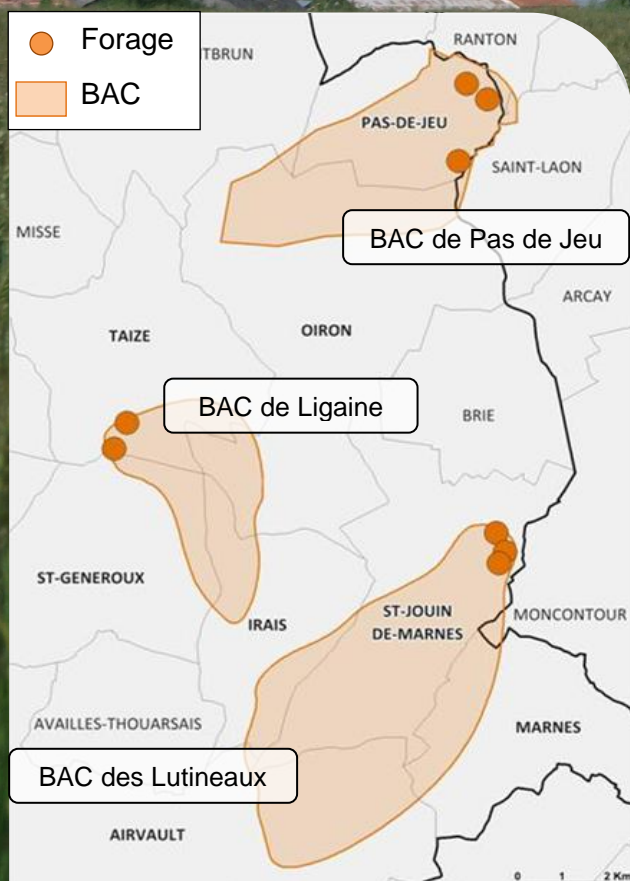 Forage
BAC
TBRUN
RANTON
PAS-DE-JEU
SAINT-LAON
MISSE
BAC de Pas de Jeu
ARCAY
TAIZE
OIRON
BAC de Ligaine
BRIE
ST-GENEROUX
IRAIS
ST-JOUIN
DE-MARNES
MONCONTOUR
AVAILLES-THOUARSAIS
MARNES
BAC des Lutineaux
AIRVAULT
0 1 2 Km